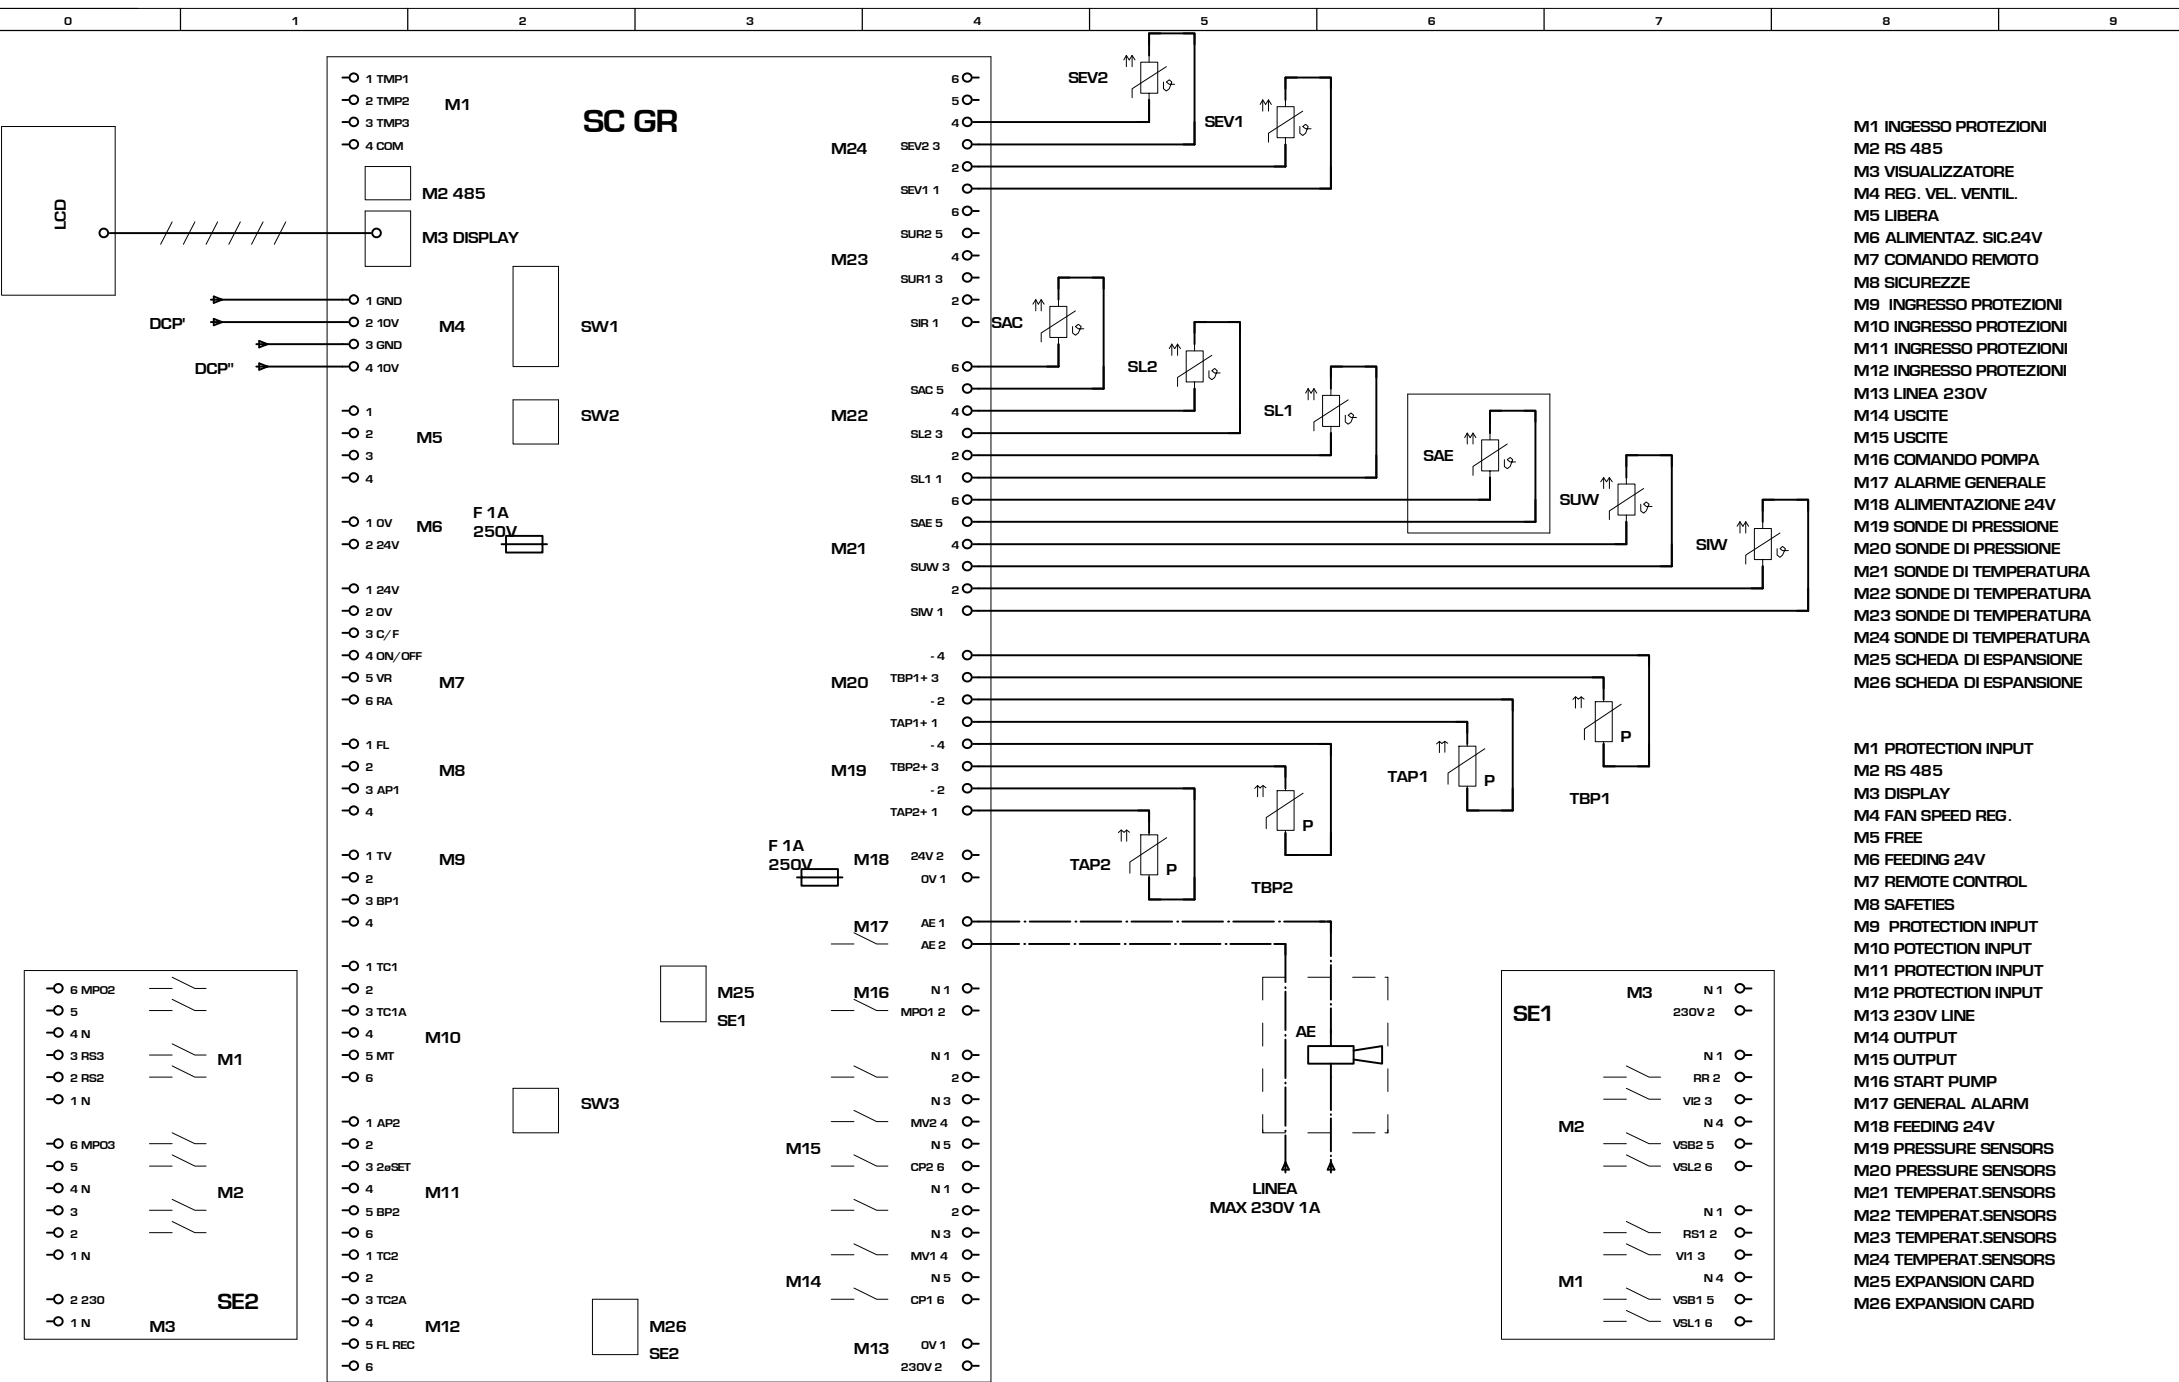 0 1 2 3 4 5 6 7 8 9
SC GR
LCD
DCP'
DCP"
1 TMP1
2 TMP2
3 TMP3
4 COM
M1
M2 485
M3 DISPLAY
1 GND
2 10V
3 GND
4 10V
M4
SW1
SW2
1
2
3
4
M5
1 0V
2 24V
M6
F 1A
250V
1 24V
2 0V
3 C/F
4 ON/OFF
5 VR
6 RA
M7
1 FL
2
3 AP1
4
M8
1 TV
2
3 BP1
4
M9
1 TC1
2
3 TC1A
4
5 MT
6
M10
1 AP2
2
3 2øSET
4
5 BP2
6
M11
1 TC2
2
3 TC2A
4
5 FL REC
6
M12
SW3
M25
SE1
M26
SE2
6
5
4
SEV2 3
2
SEV1 1
M24
6
SUR2 5
4
SUR1 3
2
SIR 1
M23
6
SAC 5
4
SL2 3
2
SL1 1
M22
6
SAE 5
4
SUW 3
2
SIW 1
M21
- 4
TBP1+ 3
- 2
TAP1+ 1
M20
- 4
TBP2+ 3
- 2
TAP2+ 1
M19
F 1A
250V
M18
24V 2
0V 1
M17
AE 1
AE 2
M16
N 1
MPO1 2
N 1
2
N 3
MV2 4
N 5
CP2 6
M15
N 1
2
N 3
MV1 4
N 5
CP1 6
M14
M13
0V 1
230V 2
SEV2
ϑ
SEV1
ϑ
SAC
ϑ
SL2
ϑ
SL1
ϑ
SAE
ϑ
SUW
ϑ
SIW
ϑ
TBP1
P
TAP1
P
TBP2
P
TAP2
P
AE
LINEA
MAX 230V 1A
6 MPO2
5
4 N
3 RS3
2 RS2
1 N
M1
6 MPO3
5
4 N
3
2
1 N
M2
2 230
1 N
M3
SE2
SE1
M3
N 1
230V 2
N 1
RR 2
VI2 3
N 4
VSB2 5
VSL2 6
M2
N 1
RS1 2
VI1 3
N 4
VSB1 5
VSL1 6
M1
M1 INGESSO PROTEZIONI
M2 RS 485
M3 VISUALIZZATORE
M4 REG. VEL. VENTIL.
M5 LIBERA
M6 ALIMENTAZ. SIC.24V
M7 COMANDO REMOTO
M8 SICUREZZE
M9 INGRESSO PROTEZIONI
M10 INGRESSO PROTEZIONI
M11 INGRESSO PROTEZIONI
M12 INGRESSO PROTEZIONI
M13 LINEA 230V
M14 USCITE
M15 USCITE
M16 COMANDO POMPA
M17 ALARME GENERALE
M18 ALIMENTAZIONE 24V
M19 SONDE DI PRESSIONE
M20 SONDE DI PRESSIONE
M21 SONDE DI TEMPERATURA
M22 SONDE DI TEMPERATURA
M23 SONDE DI TEMPERATURA
M24 SONDE DI TEMPERATURA
M25 SCHEDA DI ESPANSIONE
M26 SCHEDA DI ESPANSIONE
M1 PROTECTION INPUT
M2 RS 485
M3 DISPLAY
M4 FAN SPEED REG.
M5 FREE
M6 FEEDING 24V
M7 REMOTE CONTROL
M8 SAFETIES
M9 PROTECTION INPUT
M10 POTECTION INPUT
M11 PROTECTION INPUT
M12 PROTECTION INPUT
M13 230V LINE
M14 OUTPUT
M15 OUTPUT
M16 START PUMP
M17 GENERAL ALARM
M18 FEEDING 24V
M19 PRESSURE SENSORS
M20 PRESSURE SENSORS
M21 TEMPERAT.SENSORS
M22 TEMPERAT.SENSORS
M23 TEMPERAT.SENSORS
M24 TEMPERAT.SENSORS
M25 EXPANSION CARD
M26 EXPANSION CARD